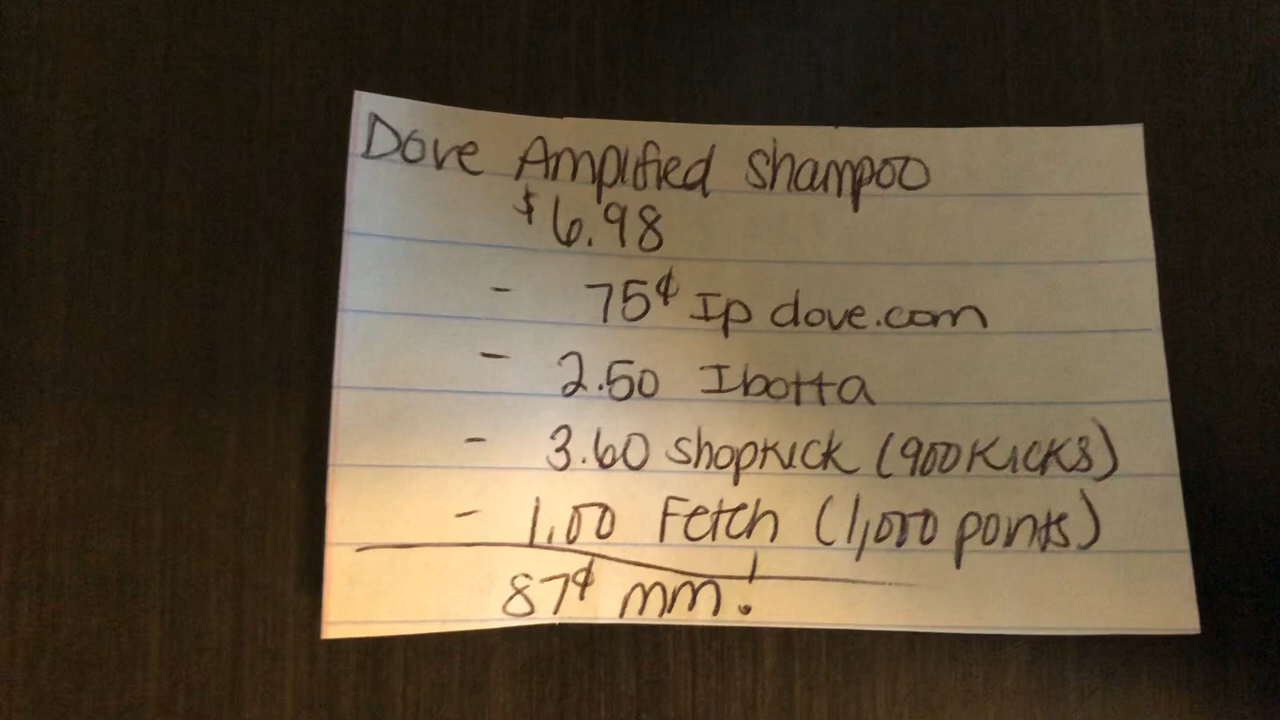 Dove Amplified Shampoo
$6.98
- 75¢ Ip dove.com
- 2.50 Ibotta
- 3.60 Shopkick (900 Kicks)
- 1.00 Fetch (1,000 points)
87¢ mm!